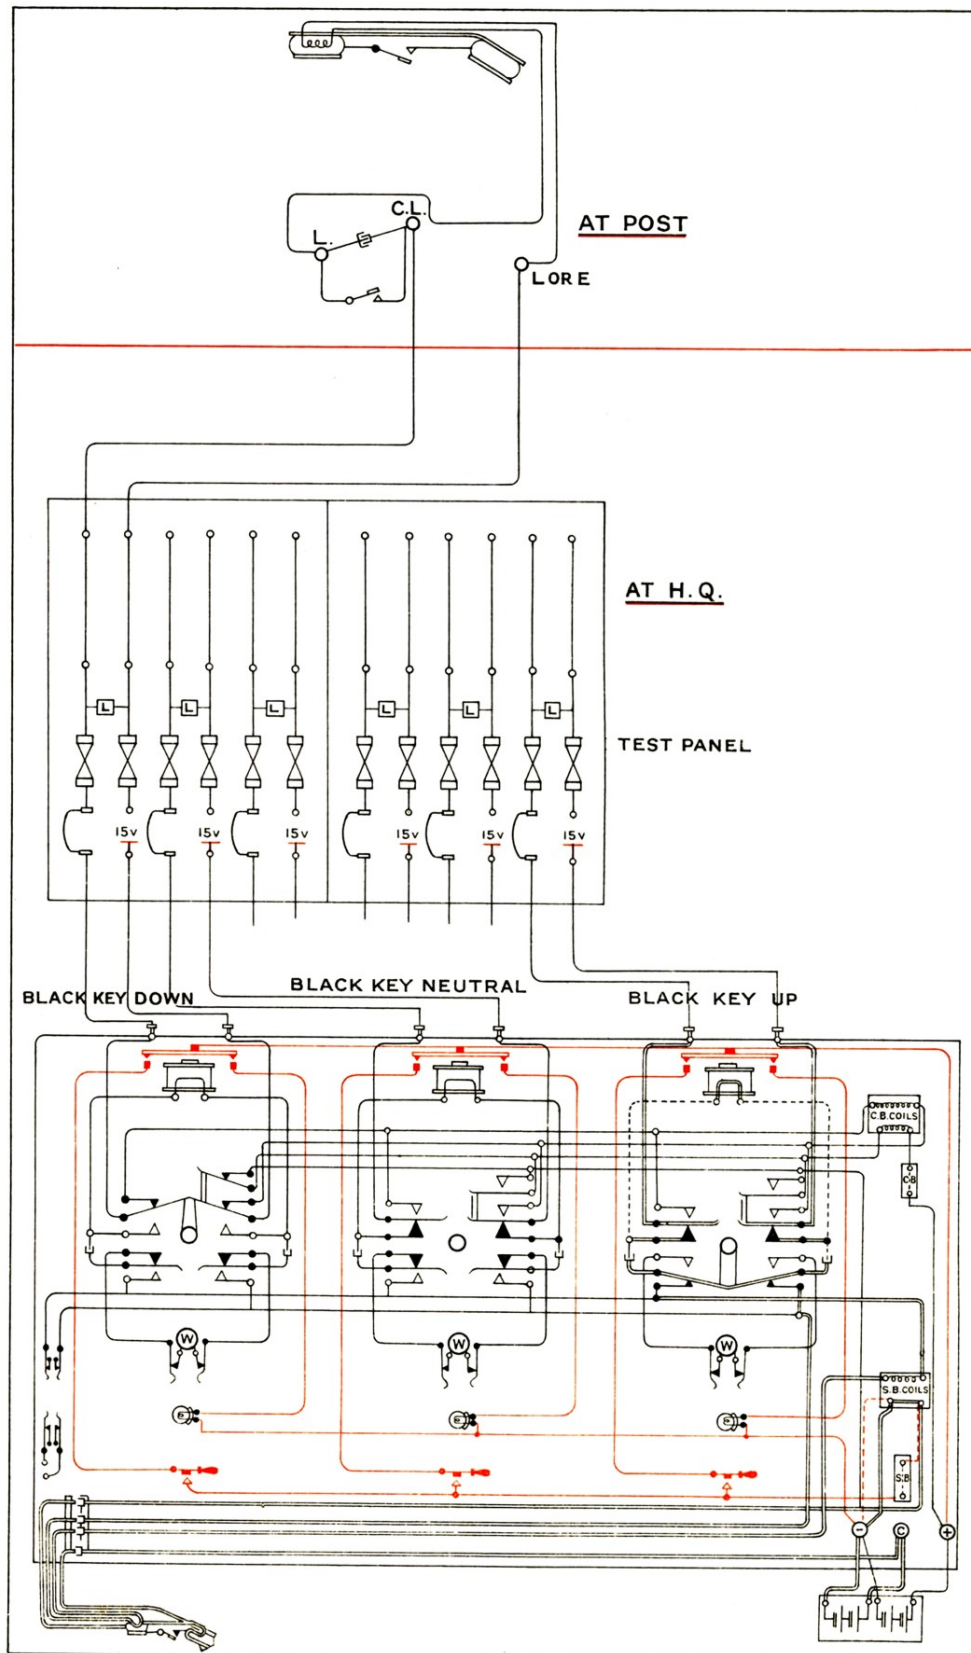 C.L.
L.
AT POST
LORE
AT H.Q.
L L L L L L
TEST PANEL
15v 15v 15v 15v 15v 15v
BLACK KEY DOWN
BLACK KEY NEUTRAL
BLACK KEY UP
C.B. COILS
C·B
W W W
S.B. COILS
S·B
− C +